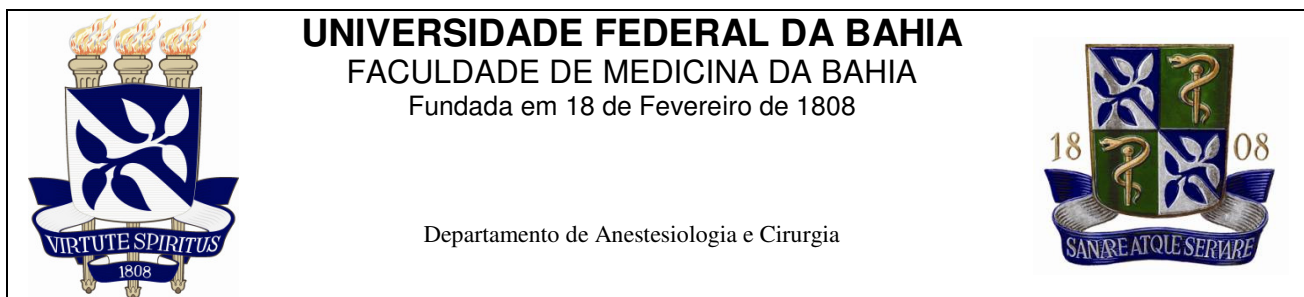 UNIVERSIDADE FEDERAL DA BAHIA
FACULDADE DE MEDICINA DA BAHIA
Fundada em 18 de Fevereiro de 1808
Departamento de Anestesiologia e Cirurgia
VIRTUTE SPIRITUS
1808
18 08
SANARE ATQUE SERVARE